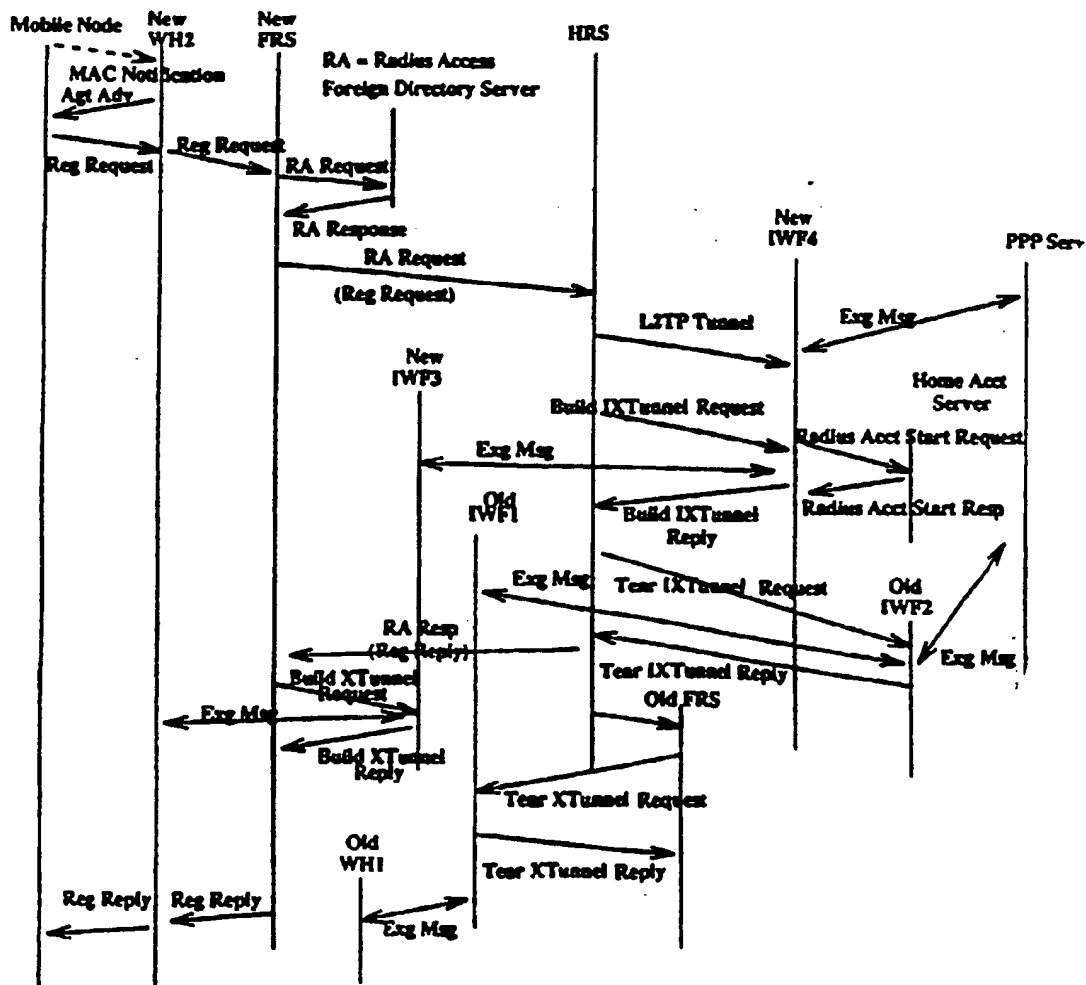 Mobile Node
New
WH2
New
FRS
HRS
RA = Radius Access
Foreign Directory Server
MAC Notification
Agt Adv
Reg Request
Reg Request
RA Request
RA Response
RA Request
(Reg Request)
New
IWF4
PPP Serv
L2TP Tunnel
Exg Msg
New
IWF3
Home Acct
Server
Build IXTunnel Request
Radius Acct Start Request
Exg Msg
Old
IWF1
Build IXTunnel
Reply
Radius Acct Start Resp
Exg Msg
Tear IXTunnel Request
Old
IWF2
RA Resp
(Reg Reply)
Exg Msg
Tear IXTunnel Reply
Build XTunnel
Request
Old FRS
Exg Msg
Build XTunnel
Reply
Tear XTunnel Request
Old
WH1
Tear XTunnel Reply
Reg Reply
Reg Reply
Exg Msg